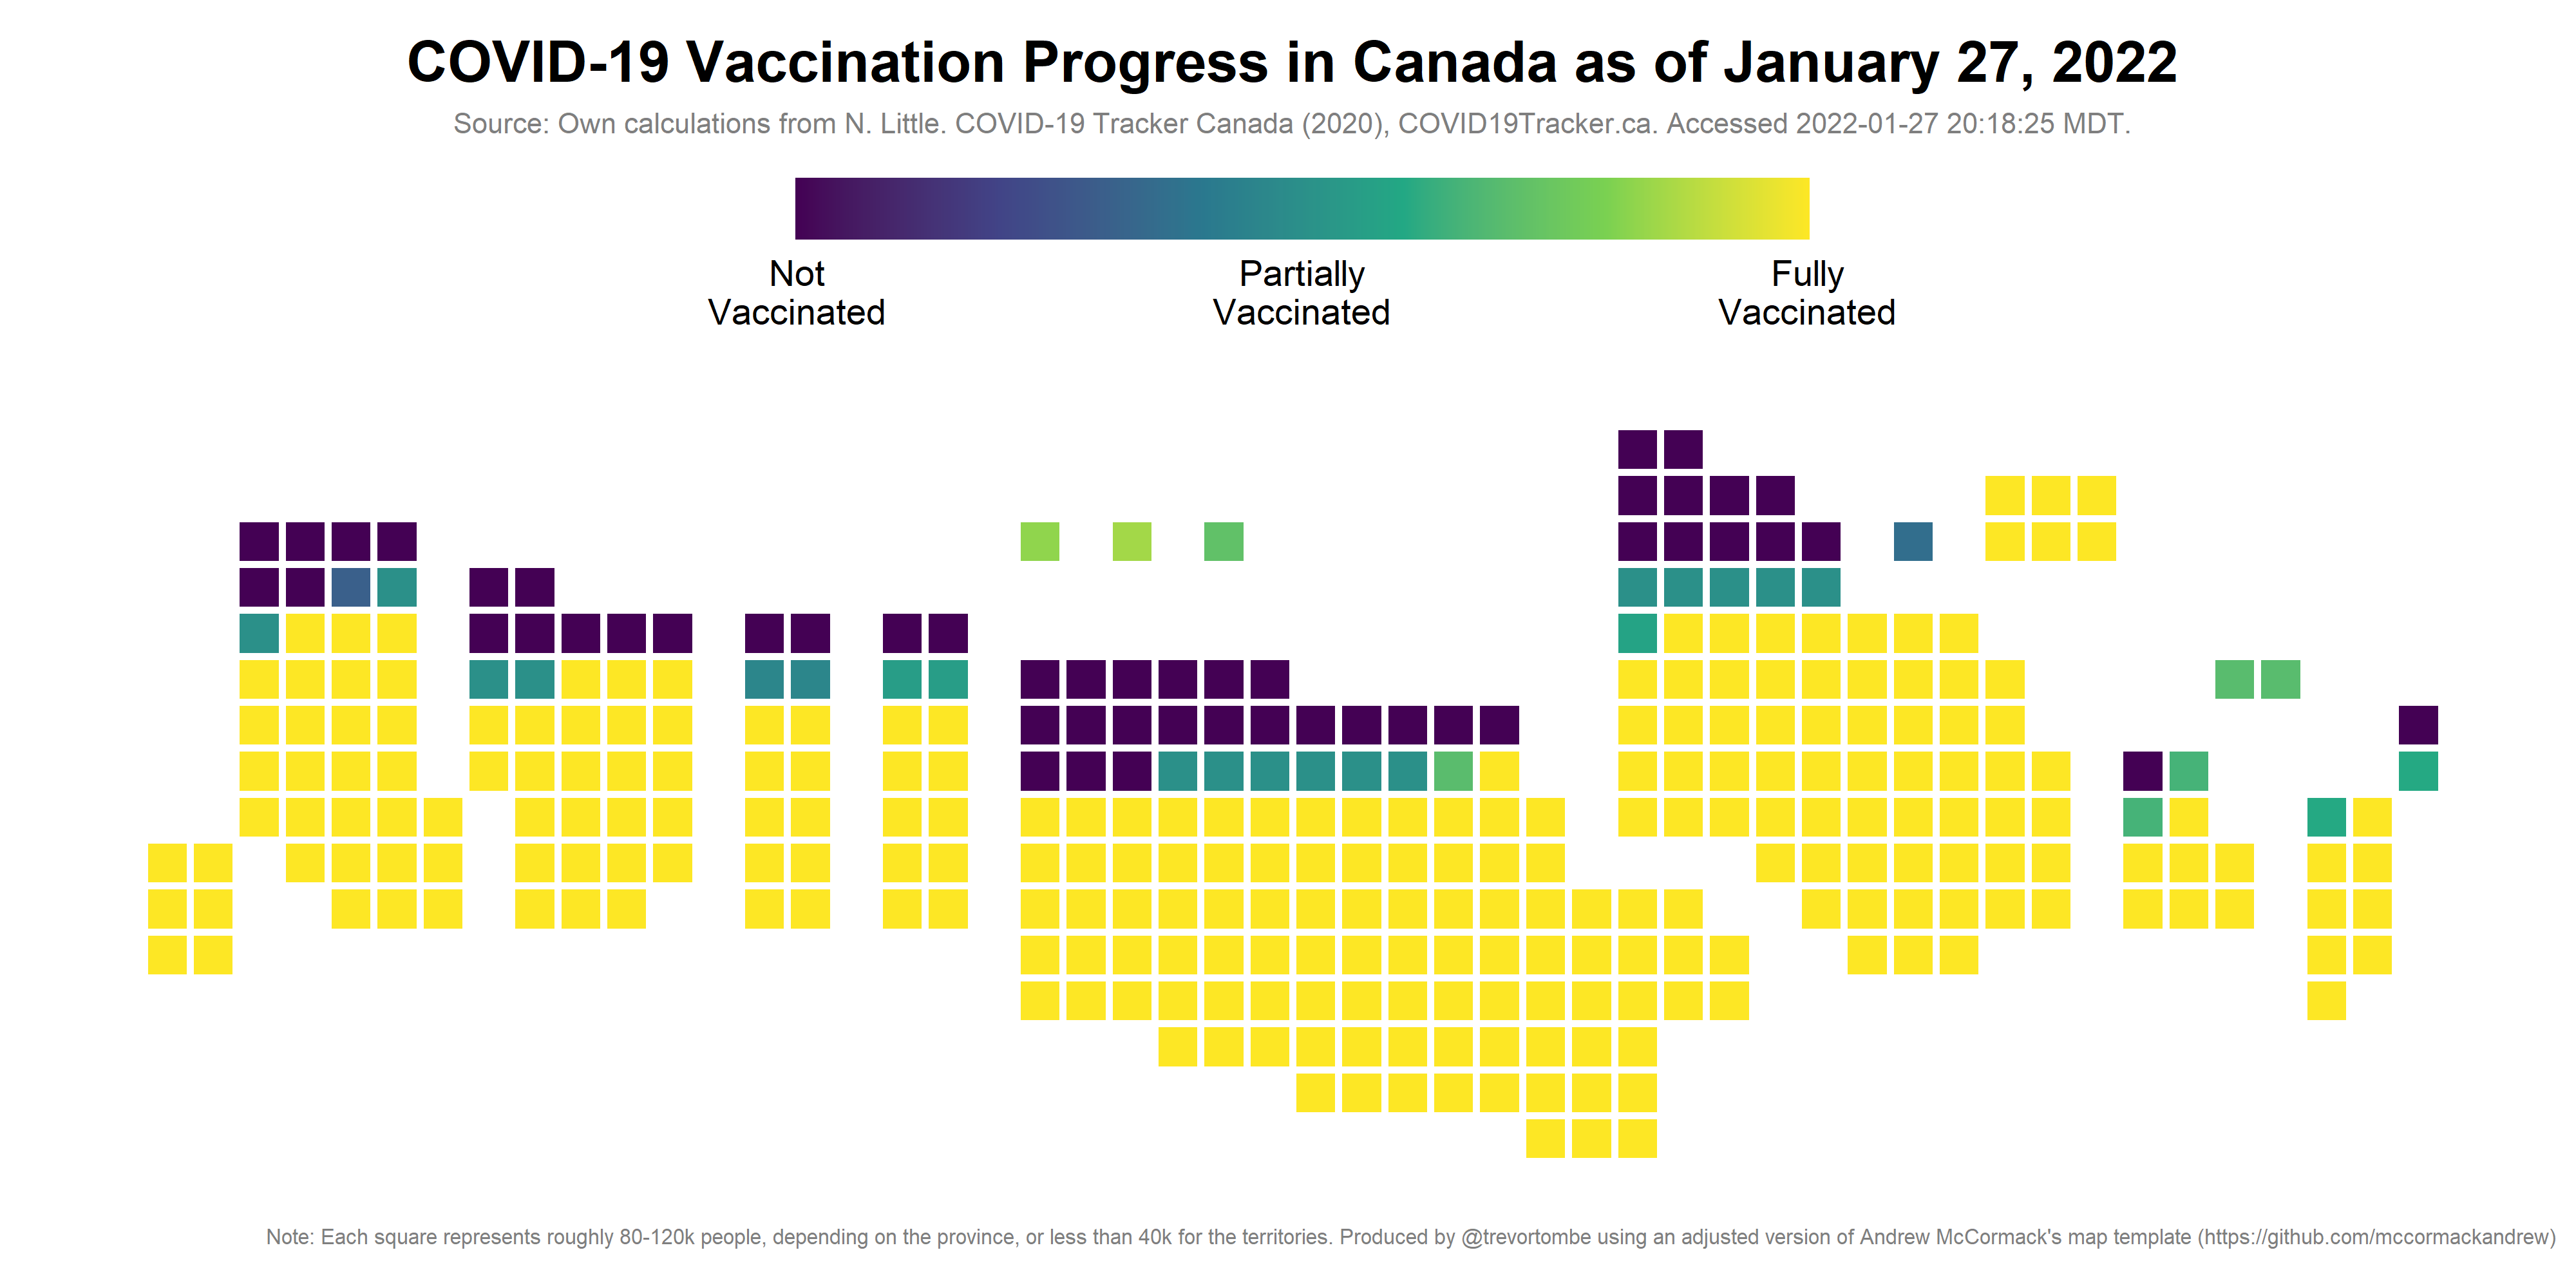 COVID-19 Vaccination Progress in Canada as of January 27, 2022
Source: Own calculations from N. Little. COVID-19 Tracker Canada (2020), COVID19Tracker.ca. Accessed 2022-01-27 20:18:25 MDT.
Not Partially Fully
Vaccinated Vaccinated Vaccinated
Note: Each square represents roughly 80-120k people, depending on the province, or less than 40k for the territories. Produced by @trevortombe using an adjusted version of Andrew McCormack's map template (https://github.com/mccormackandrew)